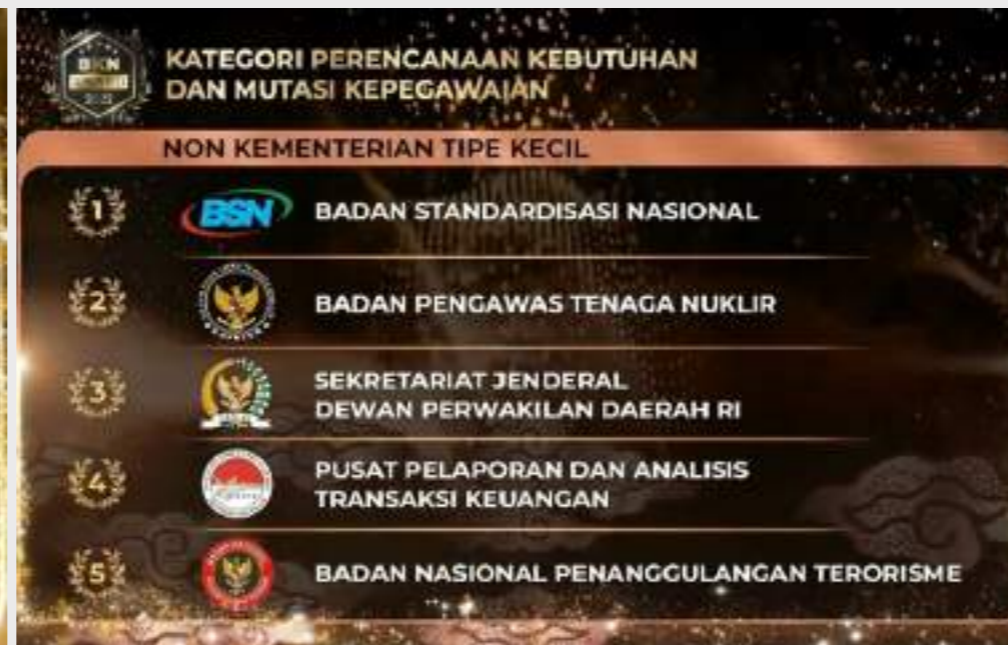 BKN
KATEGORI PERENCANAAN KEBUTUHAN
DAN MUTASI KEPEGAWAIAN
NON KEMENTERIAN TIPE KECIL
1 BSN BADAN STANDARDISASI NASIONAL
2 BADAN PENGAWAS TENAGA NUKLIR
3 SEKRETARIAT JENDERAL
DEWAN PERWAKILAN DAERAH RI
4 PUSAT PELAPORAN DAN ANALISIS
TRANSAKSI KEUANGAN
5 BADAN NASIONAL PENANGGULANGAN TERORISME